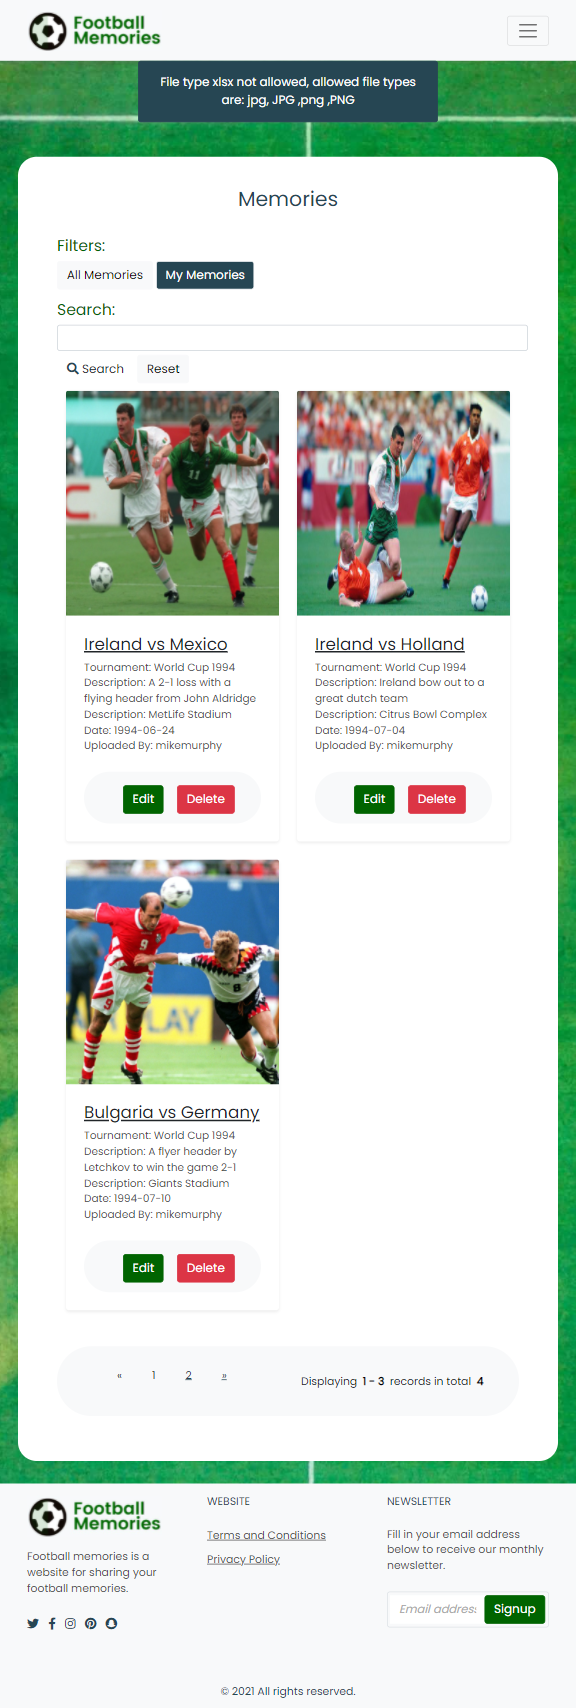 Football
Memories
File type xlsx not allowed, allowed file types
are: jpg, JPG ,png ,PNG
Memories
Filters:
All Memories
My Memories
Search:
Search
Reset
Ireland vs Mexico
Tournament: World Cup 1994
Description: A 2-1 loss with a
flying header from John Aldridge
Description: MetLife Stadium
Date: 1994-06-24
Uploaded By: mikemurphy
Edit
Delete
Ireland vs Holland
Tournament: World Cup 1994
Description: Ireland bow out to a
great dutch team
Description: Citrus Bowl Complex
Date: 1994-07-04
Uploaded By: mikemurphy
Edit
Delete
Bulgaria vs Germany
Tournament: World Cup 1994
Description: A flyer header by
Letchkov to win the game 2-1
Description: Giants Stadium
Date: 1994-07-10
Uploaded By: mikemurphy
Edit
Delete
« 1 2 »
Displaying 1 - 3 records in total 4
Football
Memories
Football memories is a
website for sharing your
football memories.
WEBSITE
Terms and Conditions
Privacy Policy
NEWSLETTER
Fill in your email address
below to receive our monthly
newsletter.
Email address
Signup
© 2021 All rights reserved.